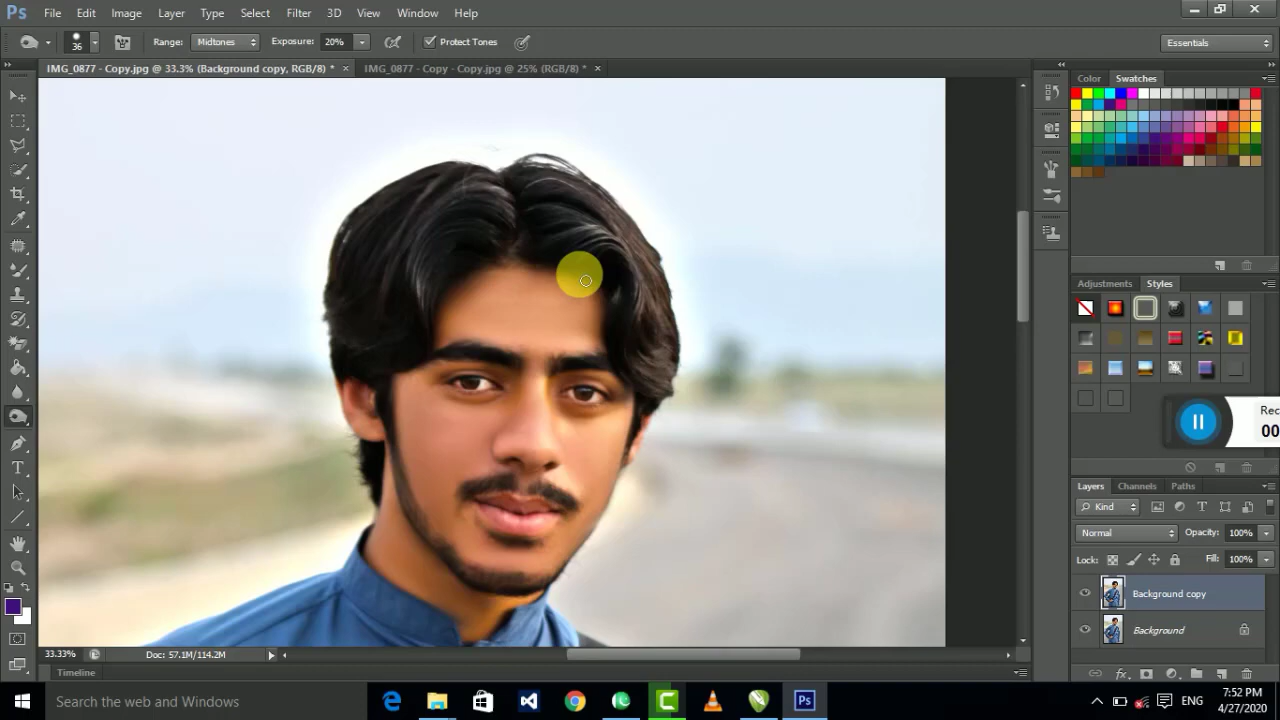 Ps File Edit Image Layer Type Select Filter 3D View Window Help
36 Range: Midtones Exposure: 20% Protect Tones Essentials
IMG_0877 - Copy.jpg @ 33.3% (Background copy, RGB/8) * × IMG_0877 - Copy - Copy.jpg @ 25% (RGB/8) * ×
Color Swatches
Adjustments Styles
Rec
00
Layers Channels Paths
Kind
Normal Opacity: 100%
Lock: Fill: 100%
Background copy
Background
33.33% Doc: 57.1M/114.2M
Timeline
Search the web and Windows
ENG
7:52 PM
4/27/2020